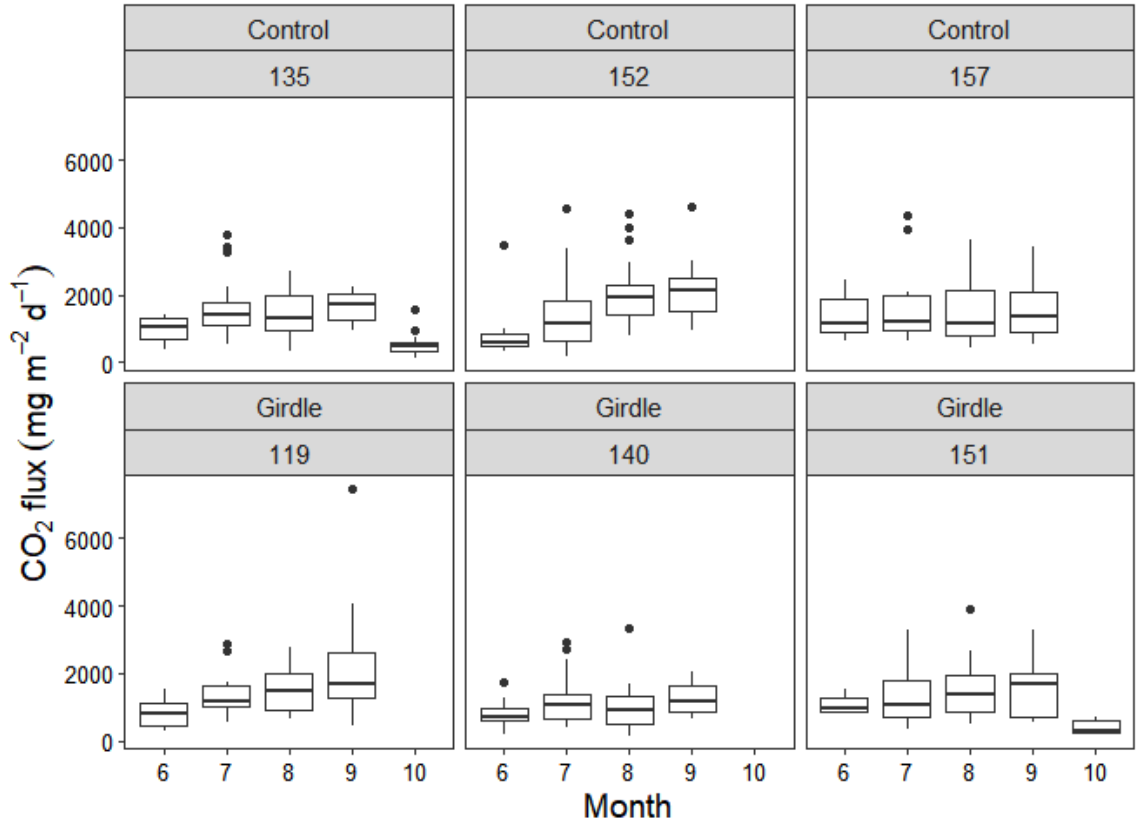 Control
Control
Control
135
152
157
6000
4000
2000
0
Girdle
Girdle
Girdle
119
140
151
6000
4000
2000
0
6 7 8 9 10
6 7 8 9 10
6 7 8 9 10
Month
CO₂ flux (mg m⁻² d⁻¹)